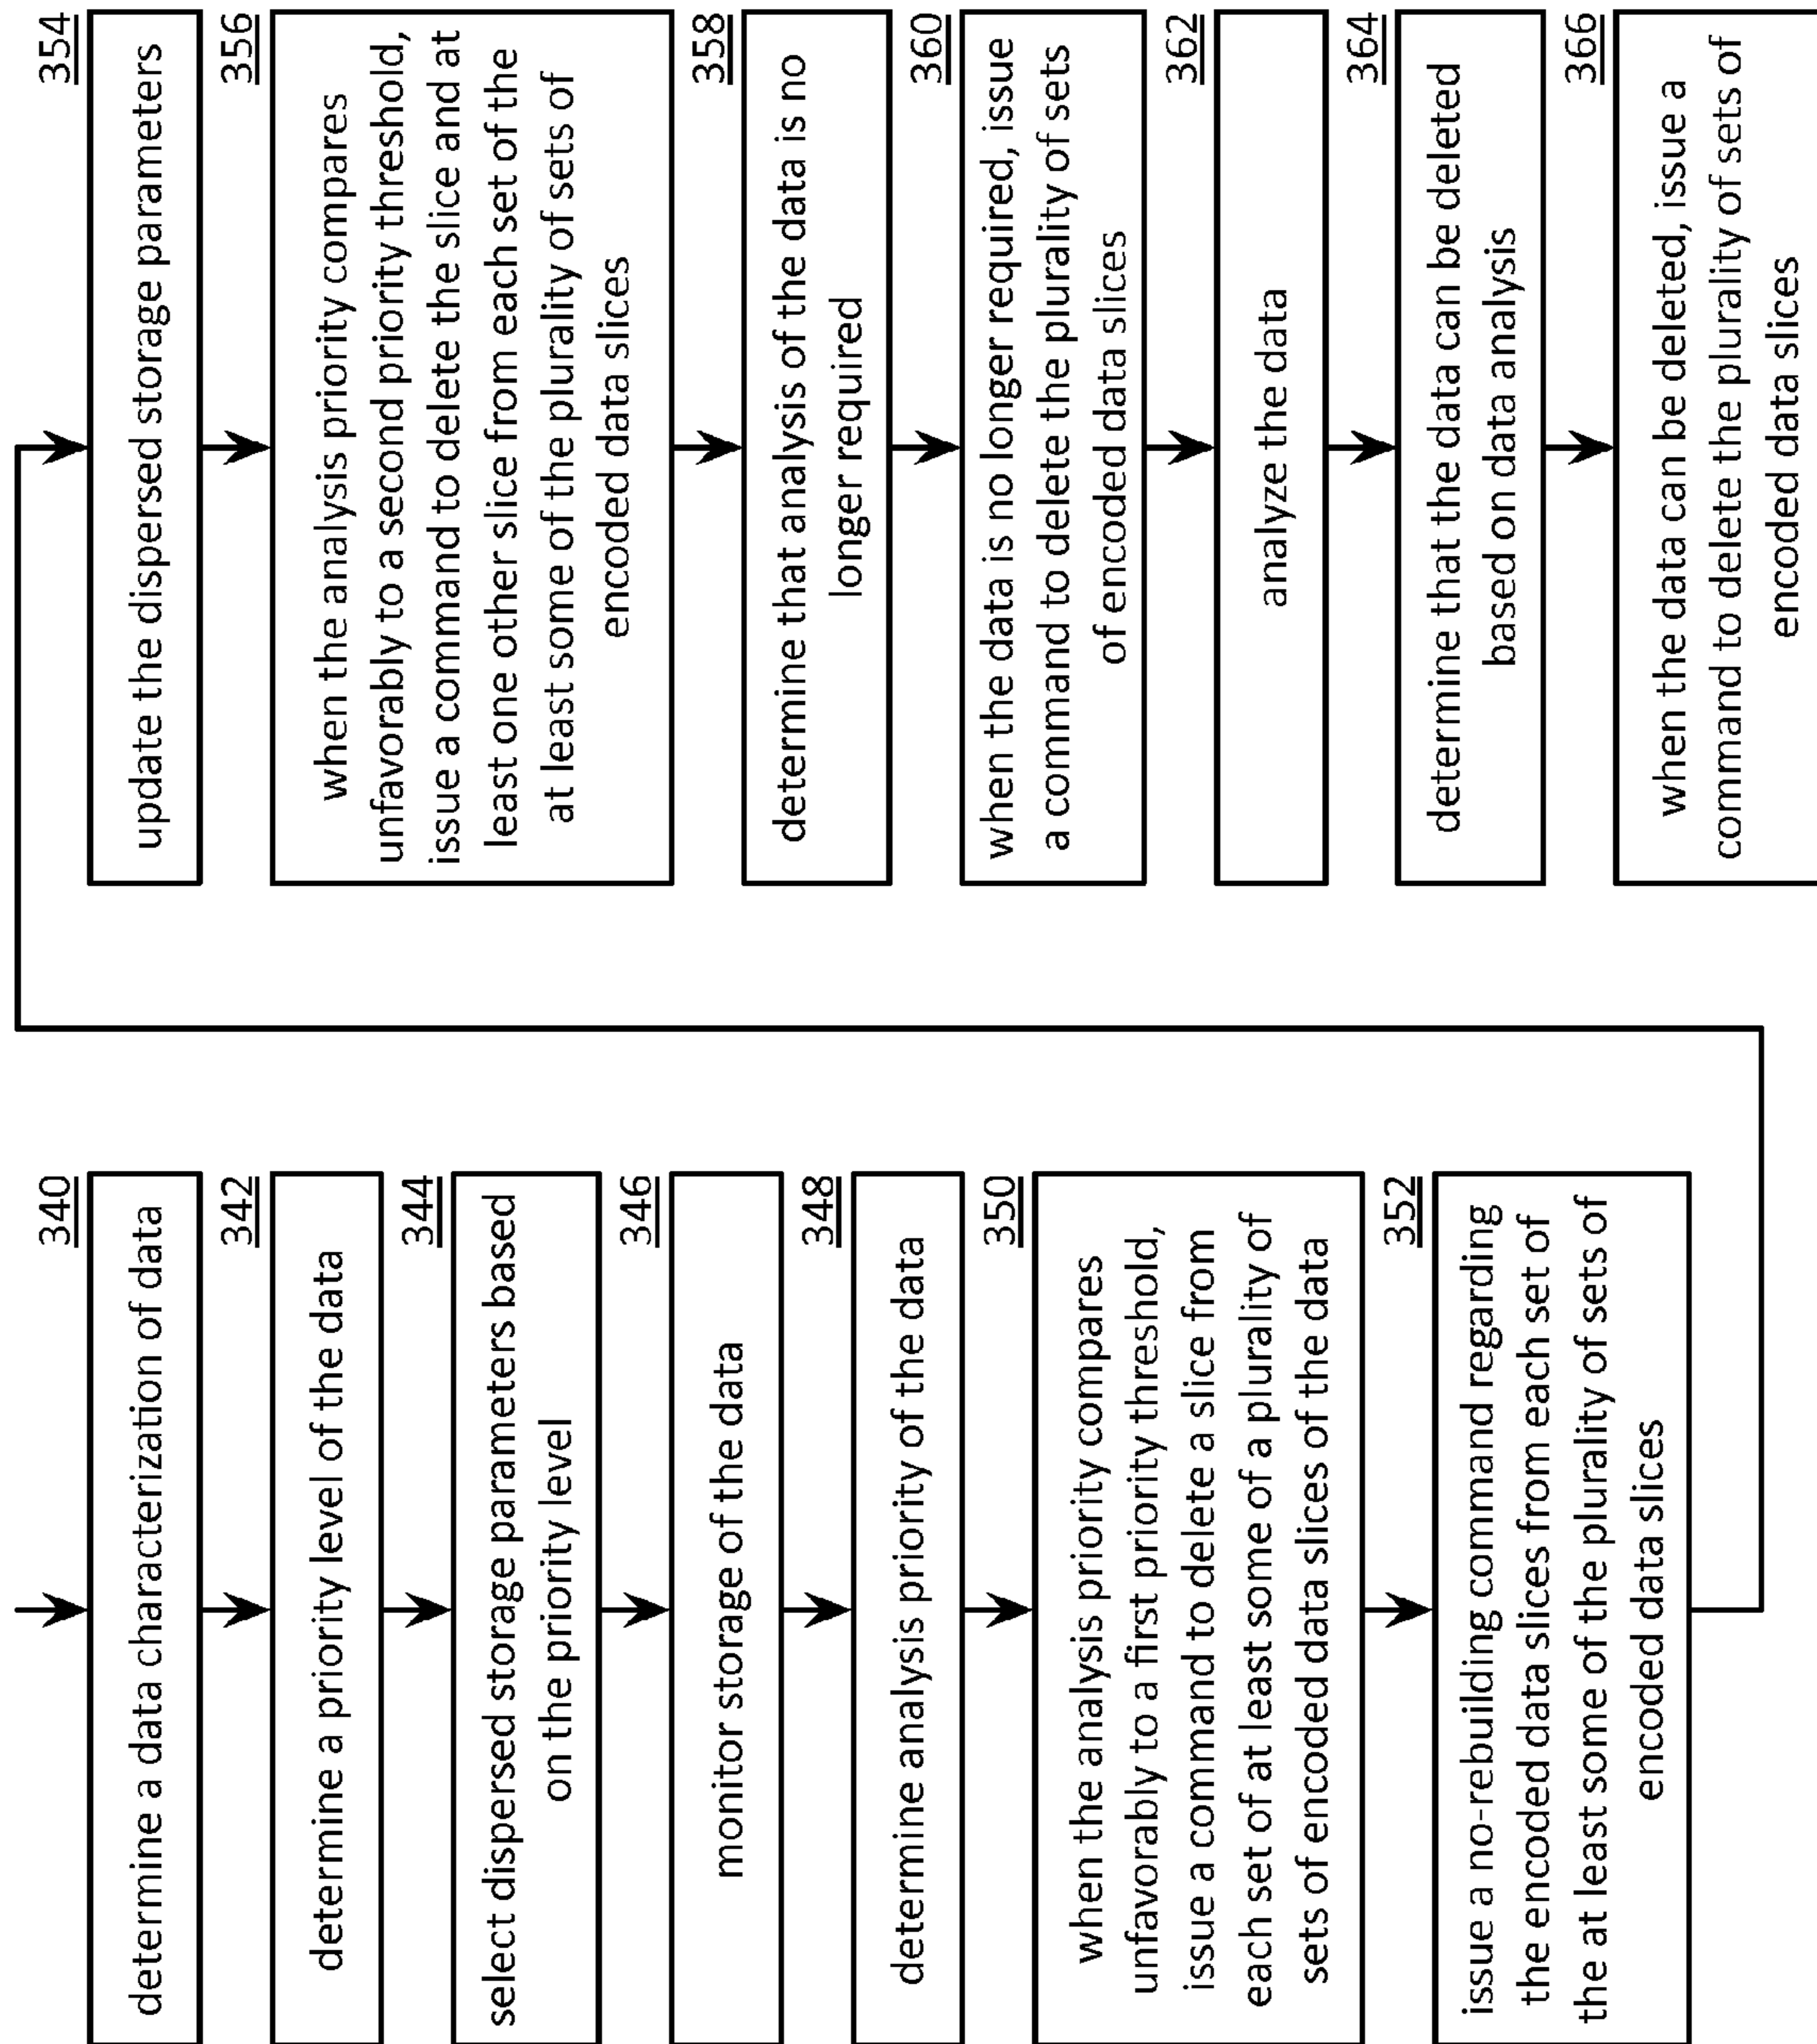 340
determine a data characterization of data
342
determine a priority level of the data
344
select dispersed storage parameters based
on the priority level
346
monitor storage of the data
348
determine analysis priority of the data
350
when the analysis priority compares
unfavorably to a first priority threshold,
issue a command to delete a slice from
each set of at least some of a plurality of
sets of encoded data slices of the data
352
issue a no-rebuilding command regarding
the encoded data slices from each set of
the at least some of the plurality of sets of
encoded data slices
354
update the dispersed storage parameters
356
when the analysis priority compares
unfavorably to a second priority threshold,
issue a command to delete the slice and at
least one other slice from each set of the
at least some of the plurality of sets of
encoded data slices
358
determine that analysis of the data is no
longer required
360
when the data is no longer required, issue
a command to delete the plurality of sets
of encoded data slices
362
analyze the data
364
determine that the data can be deleted
based on data analysis
366
when the data can be deleted, issue a
command to delete the plurality of sets of
encoded data slices